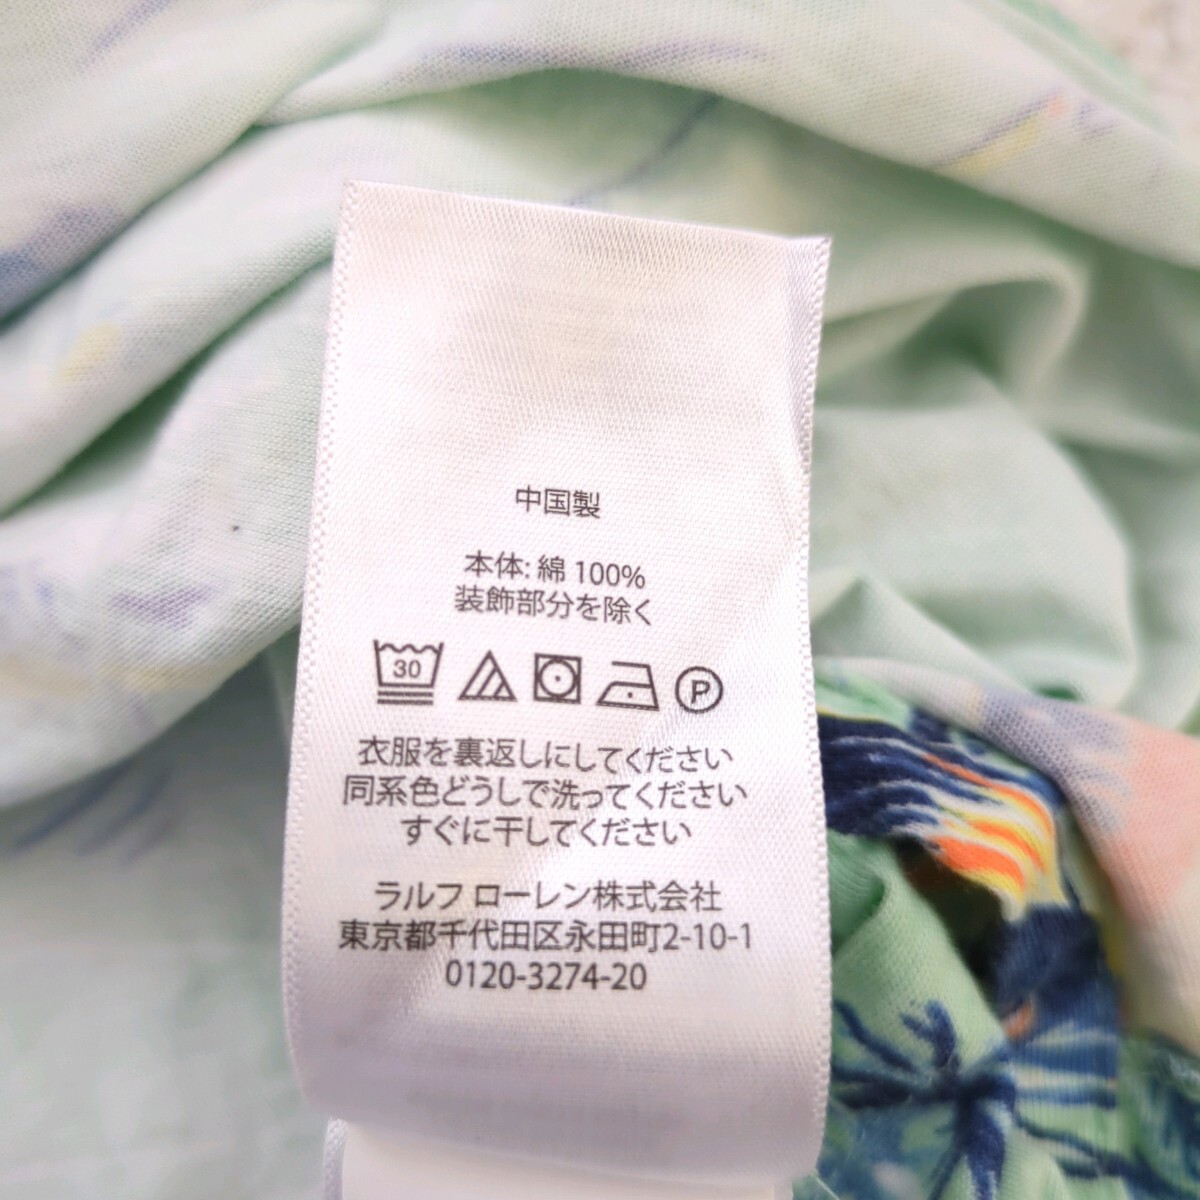 中国製
本体: 綿 100%
装飾部分を除く
30 P
衣服を裏返しにしてください
同系色どうしで洗ってください
すぐに干してください
ラルフ ローレン株式会社
東京都千代田区永田町2-10-1
0120-3274-20